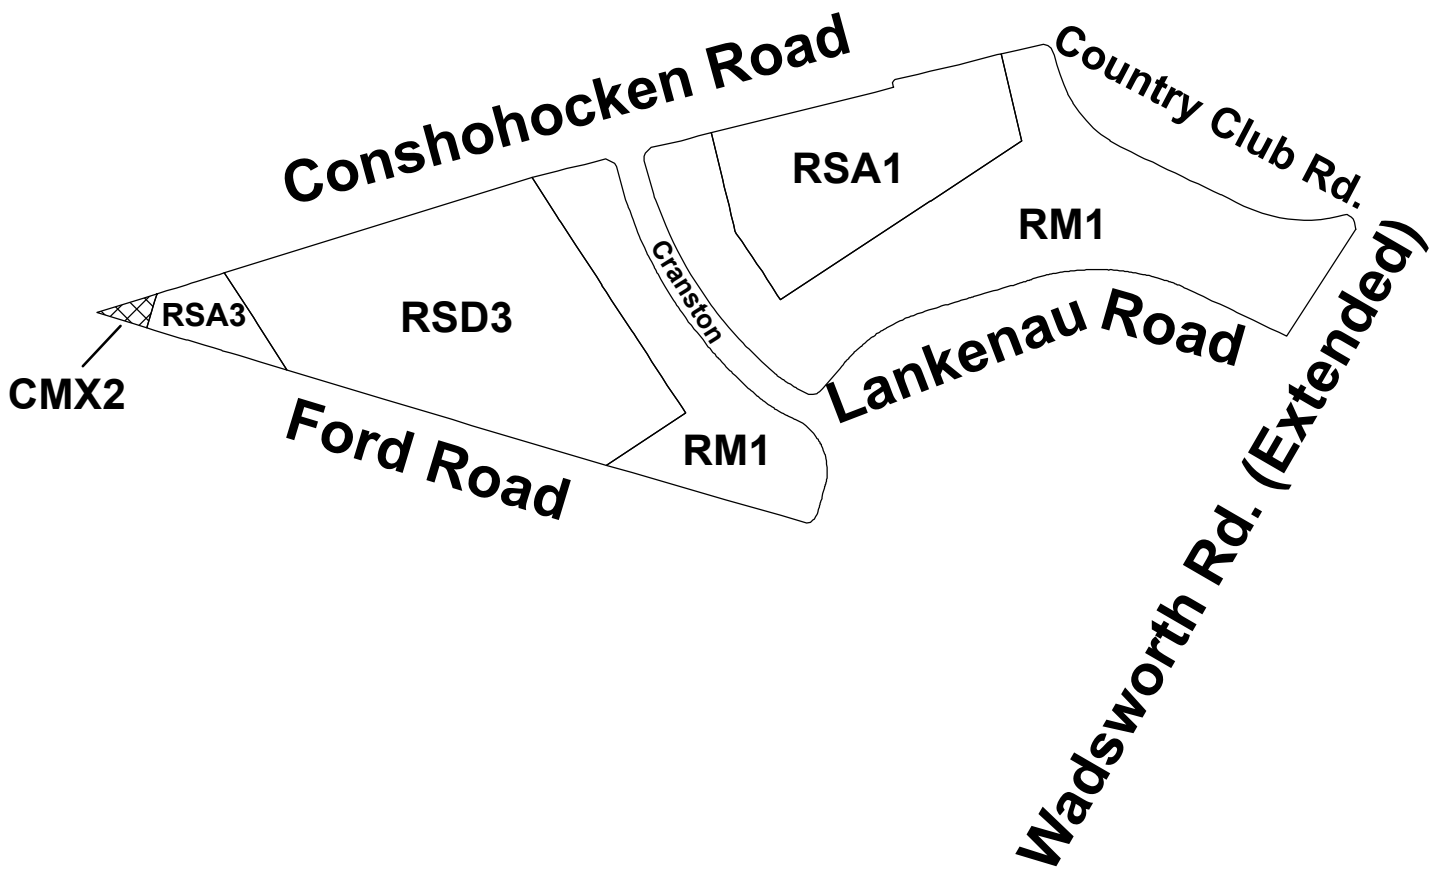 Conshohocken Road
Country Club Rd.
RSA1
RM1
Cranston
RSA3
RSD3
Lankenau Road
CMX2
Ford Road
RM1
Wadsworth Rd. (Extended)